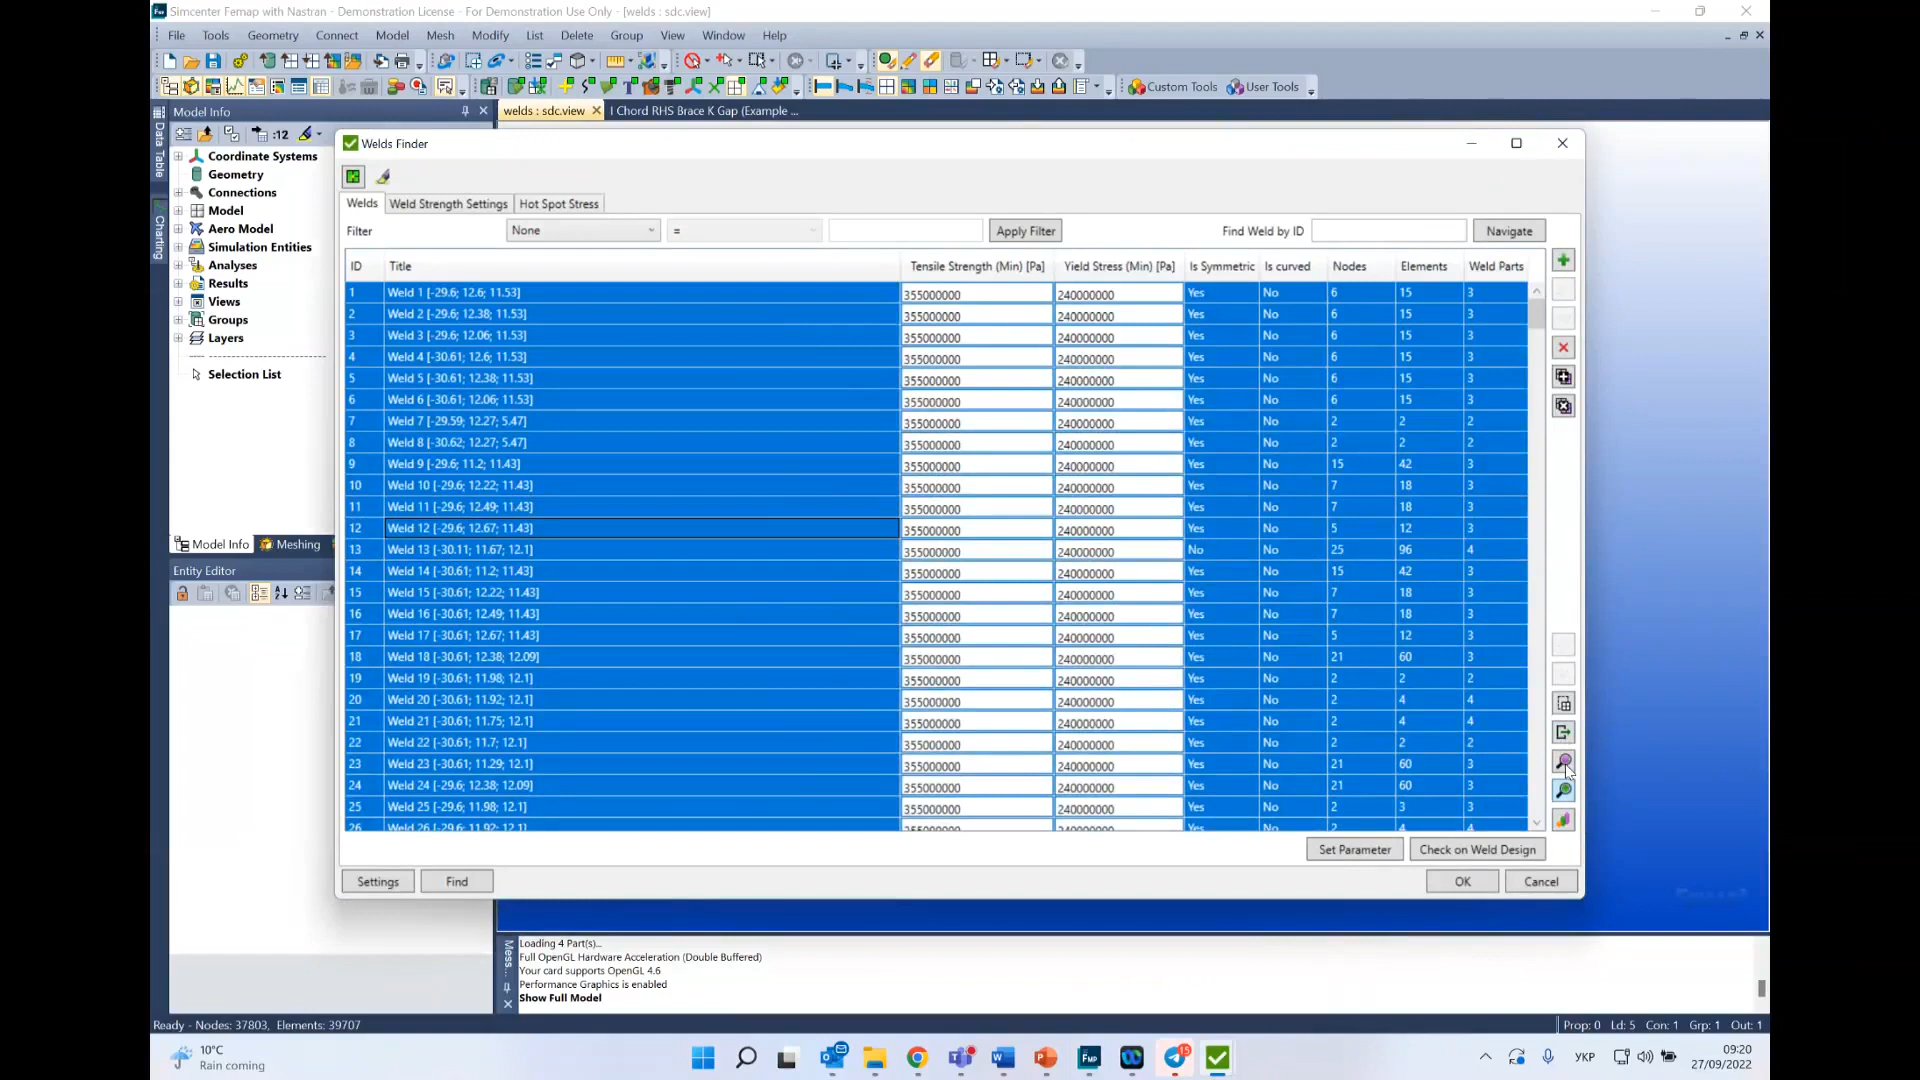 Simcenter Femap with Nastran - Demonstration License - For Demonstration Use Only - [welds : sdc.view]
File Tools Geometry Connect Model Mesh Modify List Delete Group View Window Help
Custom Tools User Tools
Model Info
welds : sdc.view
I Chord RHS Brace K Gap (Example ...
:12
Data Table
Charting
Coordinate Systems
Geometry
Connections
Model
Aero Model
Simulation Entities
Analyses
Results
Views
Groups
Layers
Selection List
Model Info Meshing
Entity Editor
Welds Finder
Welds Weld Strength Settings Hot Spot Stress
Filter None = Apply Filter Find Weld by ID Navigate
ID Title Tensile Strength (Min) [Pa] Yield Stress (Min) [Pa] Is Symmetric Is curved Nodes Elements Weld Parts
1 Weld 1 [-29.6; 12.6; 11.53] 355000000 240000000 Yes No 6 15 3
2 Weld 2 [-29.6; 12.38; 11.53] 355000000 240000000 Yes No 6 15 3
3 Weld 3 [-29.6; 12.06; 11.53] 355000000 240000000 Yes No 6 15 3
4 Weld 4 [-30.61; 12.6; 11.53] 355000000 240000000 Yes No 6 15 3
5 Weld 5 [-30.61; 12.38; 11.53] 355000000 240000000 Yes No 6 15 3
6 Weld 6 [-30.61; 12.06; 11.53] 355000000 240000000 Yes No 6 15 3
7 Weld 7 [-29.59; 12.27; 5.47] 355000000 240000000 Yes No 2 2 2
8 Weld 8 [-30.62; 12.27; 5.47] 355000000 240000000 Yes No 2 2 2
9 Weld 9 [-29.6; 11.2; 11.43] 355000000 240000000 Yes No 15 42 3
10 Weld 10 [-29.6; 12.22; 11.43] 355000000 240000000 Yes No 7 18 3
11 Weld 11 [-29.6; 12.49; 11.43] 355000000 240000000 Yes No 7 18 3
12 Weld 12 [-29.6; 12.67; 11.43] 355000000 240000000 Yes No 5 12 3
13 Weld 13 [-30.11; 11.67; 12.1] 355000000 240000000 No No 25 96 4
14 Weld 14 [-30.61; 11.2; 11.43] 355000000 240000000 Yes No 15 42 3
15 Weld 15 [-30.61; 12.22; 11.43] 355000000 240000000 Yes No 7 18 3
16 Weld 16 [-30.61; 12.49; 11.43] 355000000 240000000 Yes No 7 18 3
17 Weld 17 [-30.61; 12.67; 11.43] 355000000 240000000 Yes No 5 12 3
18 Weld 18 [-30.61; 12.38; 12.09] 355000000 240000000 Yes No 21 60 3
19 Weld 19 [-30.61; 11.98; 12.1] 355000000 240000000 Yes No 2 2 2
20 Weld 20 [-30.61; 11.92; 12.1] 355000000 240000000 Yes No 2 4 4
21 Weld 21 [-30.61; 11.75; 12.1] 355000000 240000000 Yes No 2 4 4
22 Weld 22 [-30.61; 11.7; 12.1] 355000000 240000000 Yes No 2 2 2
23 Weld 23 [-30.61; 11.29; 12.1] 355000000 240000000 Yes No 21 60 3
24 Weld 24 [-29.6; 12.38; 12.09] 355000000 240000000 Yes No 21 60 3
25 Weld 25 [-29.6; 11.98; 12.1] 355000000 240000000 Yes No 2 3 3
26 Weld 26 [-29.6; 11.92; 12.1] 355000000 240000000 Yes No 2 4 4
Set Parameter Check on Weld Design
Settings Find OK Cancel
Mess...
Loading 4 Part(s)...
Full OpenGL Hardware Acceleration (Double Buffered)
Your card supports OpenGL 4.6
Performance Graphics is enabled
Show Full Model
Ready - Nodes: 37803, Elements: 39707
Prop: 0 Ld: 5 Con: 1 Grp: 1 Out: 1
10°C
Rain coming
FMP
15
УКР
09:20
27/09/2022